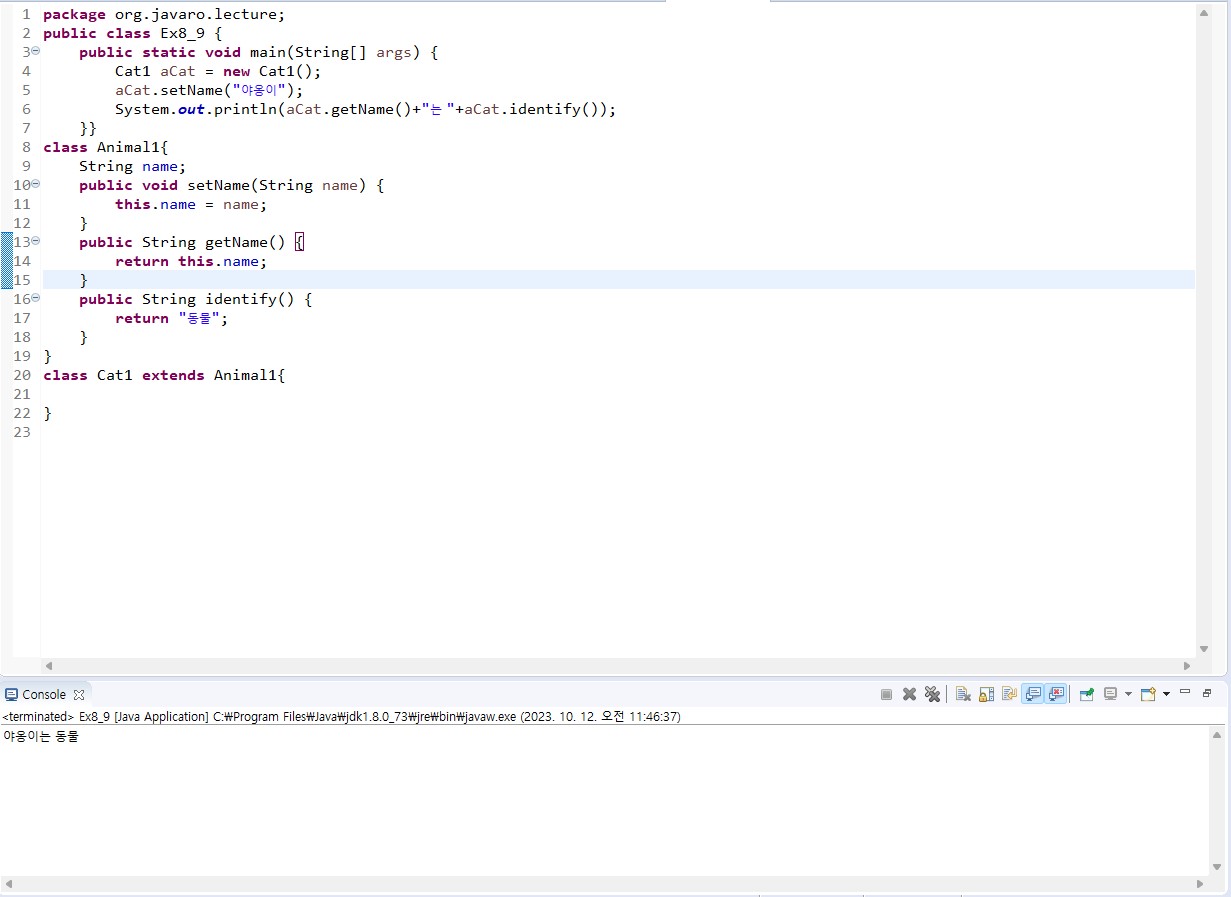 1 package org.javaro.lecture;
2 public class Ex8_9 {
3 public static void main(String[] args) {
4 Cat1 aCat = new Cat1();
5 aCat.setName("야옹이");
6 System.out.println(aCat.getName()+"는 "+aCat.identify());
7 }}
8 class Animal1{
9 String name;
10 public void setName(String name) {
11 this.name = name;
12 }
13 public String getName() {
14 return this.name;
15 }
16 public String identify() {
17 return "동물";
18 }
19 }
20 class Cat1 extends Animal1{
21
22 }
23
Console
<terminated> Ex8_9 [Java Application] C:₩Program Files₩Java₩jdk1.8.0_73₩jre₩bin₩javaw.exe (2023. 10. 12. 오전 11:46:37)
야옹이는 동물